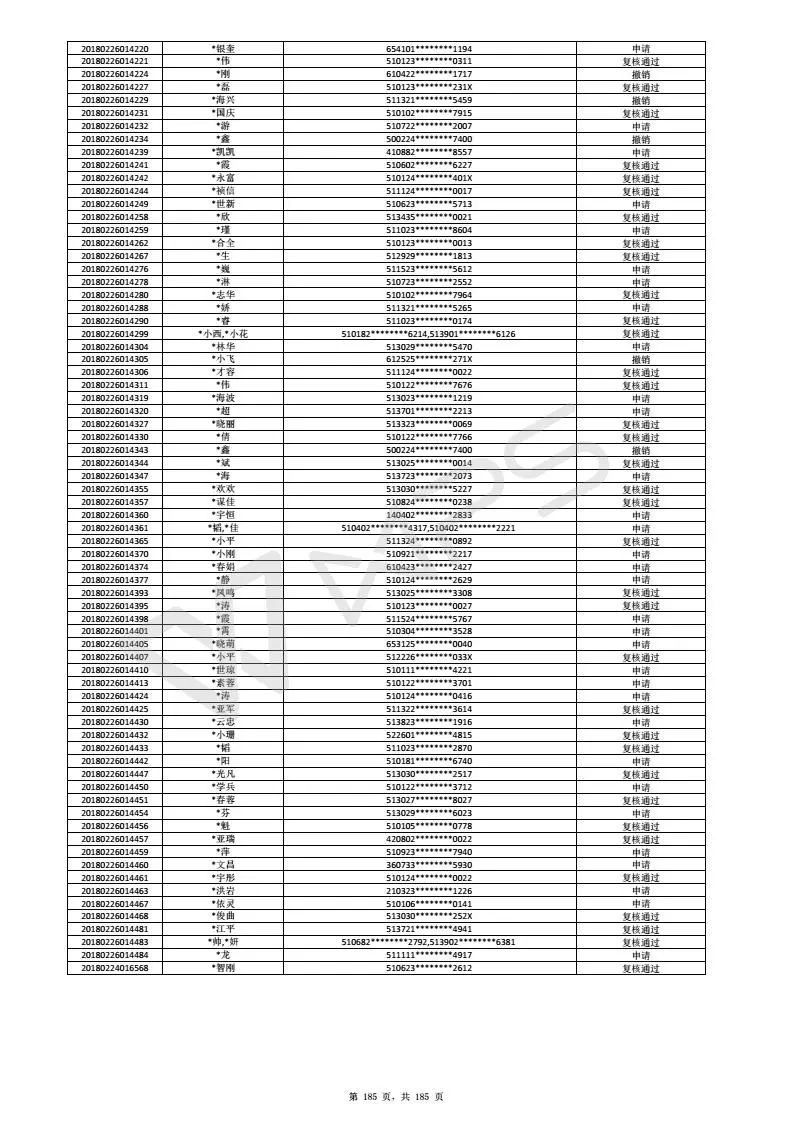 20180226014220 *银奎 654101********1194 申请
20180226014221 *伟 510123********0311 复核通过
20180226014224 *刚 610422********1717 撤销
20180226014227 *磊 510123********231X 复核通过
20180226014229 *海兴 511321********5459 撤销
20180226014231 *国庆 510102********7915 复核通过
20180226014232 *游 510722********2007 申请
20180226014234 *鑫 500224********7400 撤销
20180226014239 *凯凯 410882********8557 申请
20180226014241 *霞 510602********6227 复核通过
20180226014242 *永富 510124********401X 复核通过
20180226014244 *祯信 511124********0017 复核通过
20180226014249 *世新 510623********5713 申请
20180226014258 *欣 513435********0021 复核通过
20180226014259 *瑾 511023********8604 申请
20180226014262 *合全 510123********0013 复核通过
20180226014267 *生 512929********1813 复核通过
20180226014276 *巍 511523********5612 申请
20180226014278 *淋 510723********2552 申请
20180226014280 *志华 510102********7964 复核通过
20180226014288 *娇 511321********5265 申请
20180226014290 *睿 511023********0174 复核通过
20180226014299 *小西,*小花 510182********6214,513901********6126 复核通过
20180226014304 *林华 513029********5470 申请
20180226014305 *小飞 612525********271X 撤销
20180226014306 *才容 511124********0022 复核通过
20180226014311 *伟 510122********7676 复核通过
20180226014319 *海波 513023********1219 申请
20180226014320 *超 513701********2213 申请
20180226014327 *晓丽 513323********0069 复核通过
20180226014330 *倩 510122********7766 复核通过
20180226014343 *鑫 500224********7400 撤销
20180226014344 *斌 513025********0014 复核通过
20180226014347 *海 513723********2073 申请
20180226014355 *欢欢 513030********5227 复核通过
20180226014357 *谋佳 510824********0238 复核通过
20180226014360 *宇恒 140402********2833 申请
20180226014361 *韬,*佳 510402********4317,510402********2221 申请
20180226014365 *小平 511324********0892 复核通过
20180226014370 *小刚 510921********2217 申请
20180226014374 *春娟 610423********2427 申请
20180226014377 *静 510124********2629 申请
20180226014393 *凤鸣 513025********3308 复核通过
20180226014395 *涛 510123********0027 复核通过
20180226014398 *霞 511524********5767 申请
20180226014401 *霄 510304********3528 申请
20180226014405 *晓萌 653125********0040 申请
20180226014407 *小平 512226********033X 复核通过
20180226014410 *世琼 510111********4221 申请
20180226014413 *素蓉 510122********3701 申请
20180226014424 *涛 510124********0416 申请
20180226014425 *亚军 511322********3614 复核通过
20180226014430 *云忠 513823********1916 申请
20180226014432 *小珊 522601********4815 复核通过
20180226014433 *韬 511023********2870 复核通过
20180226014442 *阳 510181********6740 申请
20180226014447 *光凡 513030********2517 复核通过
20180226014450 *学兵 510122********3712 申请
20180226014451 *春蓉 513027********8027 复核通过
20180226014454 *芬 513029********6023 申请
20180226014456 *魁 510105********0778 复核通过
20180226014457 *亚瑞 420802********0022 复核通过
20180226014459 *萍 510923********7940 申请
20180226014460 *文昌 360733********5930 申请
20180226014461 *宇彤 510124********0022 复核通过
20180226014463 *洪岩 210323********1226 申请
20180226014467 *依灵 510106********0141 申请
20180226014468 *俊曲 513030********252X 复核通过
20180226014481 *江平 513721********4941 复核通过
20180226014483 *帅,*妍 510682********2792,513902********6381 复核通过
20180226014484 *龙 511111********4917 申请
20180224016568 *智刚 510623********2612 复核通过
第 185 页, 共 185 页